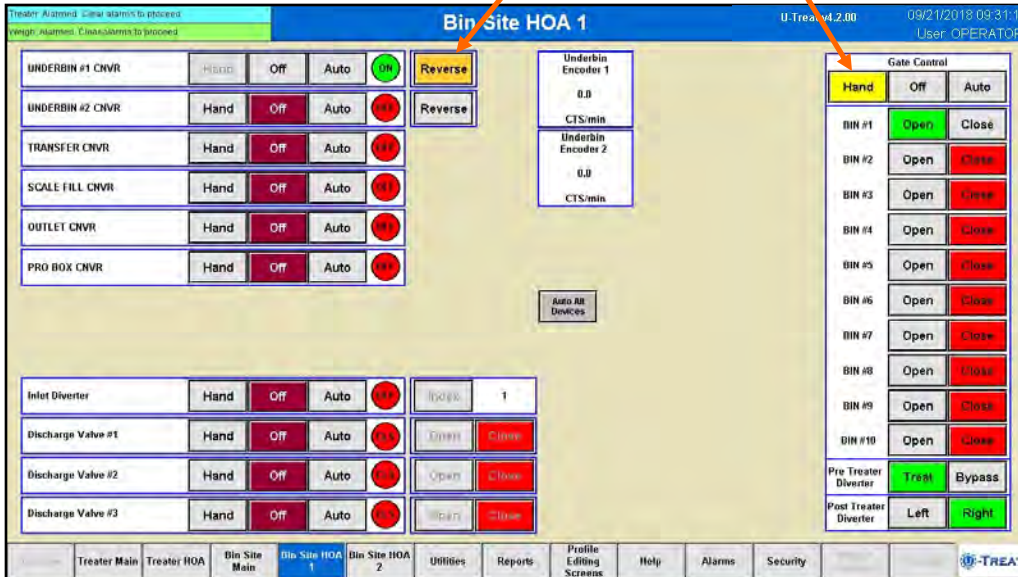 Treater Alarmed. Clear alarms to proceed.
Weigh Alarmed. Clear alarms to proceed.
Bin Site HOA 1
U-Treat v4.2.00
09/21/2018 09:31:1
User OPERATOR
UNDERBIN #1 CNVR Hand Off Auto ON Reverse
UNDERBIN #2 CNVR Hand Off Auto OFF Reverse
TRANSFER CNVR Hand Off Auto OFF
SCALE FILL CNVR Hand Off Auto OFF
OUTLET CNVR Hand Off Auto OFF
PRO BOX CNVR Hand Off Auto OFF
Underbin
Encoder 1
0.0
CTS/min
Underbin
Encoder 2
0.0
CTS/min
Auto All
Devices
Inlet Diverter Hand Off Auto OFF Index 1
Discharge Valve #1 Hand Off Auto Open Close
Discharge Valve #2 Hand Off Auto Open Close
Discharge Valve #3 Hand Off Auto Open Close
Gate Control
Hand Off Auto
BIN #1 Open Close
BIN #2 Open Close
BIN #3 Open Close
BIN #4 Open Close
BIN #5 Open Close
BIN #6 Open Close
BIN #7 Open Close
BIN #8 Open Close
BIN #9 Open Close
BIN #10 Open Close
Pre Treater
Diverter
Treat Bypass
Post Treater
Diverter
Left Right
Treater Main
Treater HOA
Bin Site
Main
Bin Site HOA
1
Bin Site HOA
2
Utilities
Reports
Profile
Editing
Screens
Help
Alarms
Security
U-TREAT